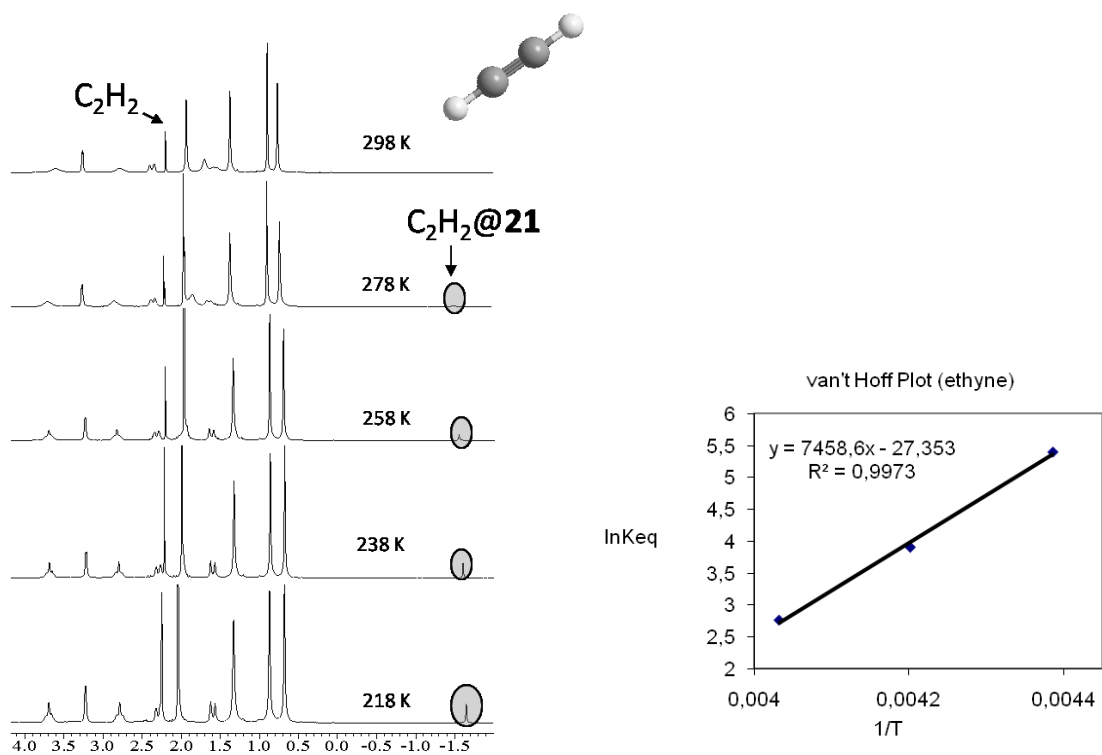 C₂H₂
298 K
C₂H₂@21
278 K
258 K
238 K
218 K
4.0 3.5 3.0 2.5 2.0 1.5 1.0 0.5 0.0 -0.5 -1.0 -1.5
van't Hoff Plot (ethyne)
6
5,5
5
4,5
4
3,5
3
2,5
2
y = 7458,6x - 27,353
R² = 0,9973
lnKeq
0,004 0,0042 0,0044
1/T